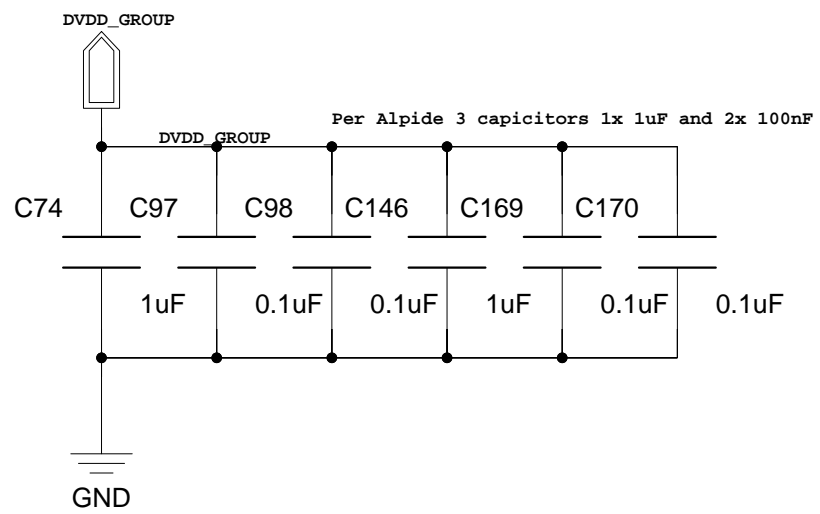 DVDD_GROUP
Per Alpide 3 capicitors 1x 1uF and 2x 100nF
DVDD_GROUP
C74 C97 C98 C146 C169 C170
1uF 0.1uF 0.1uF 1uF 0.1uF 0.1uF
GND